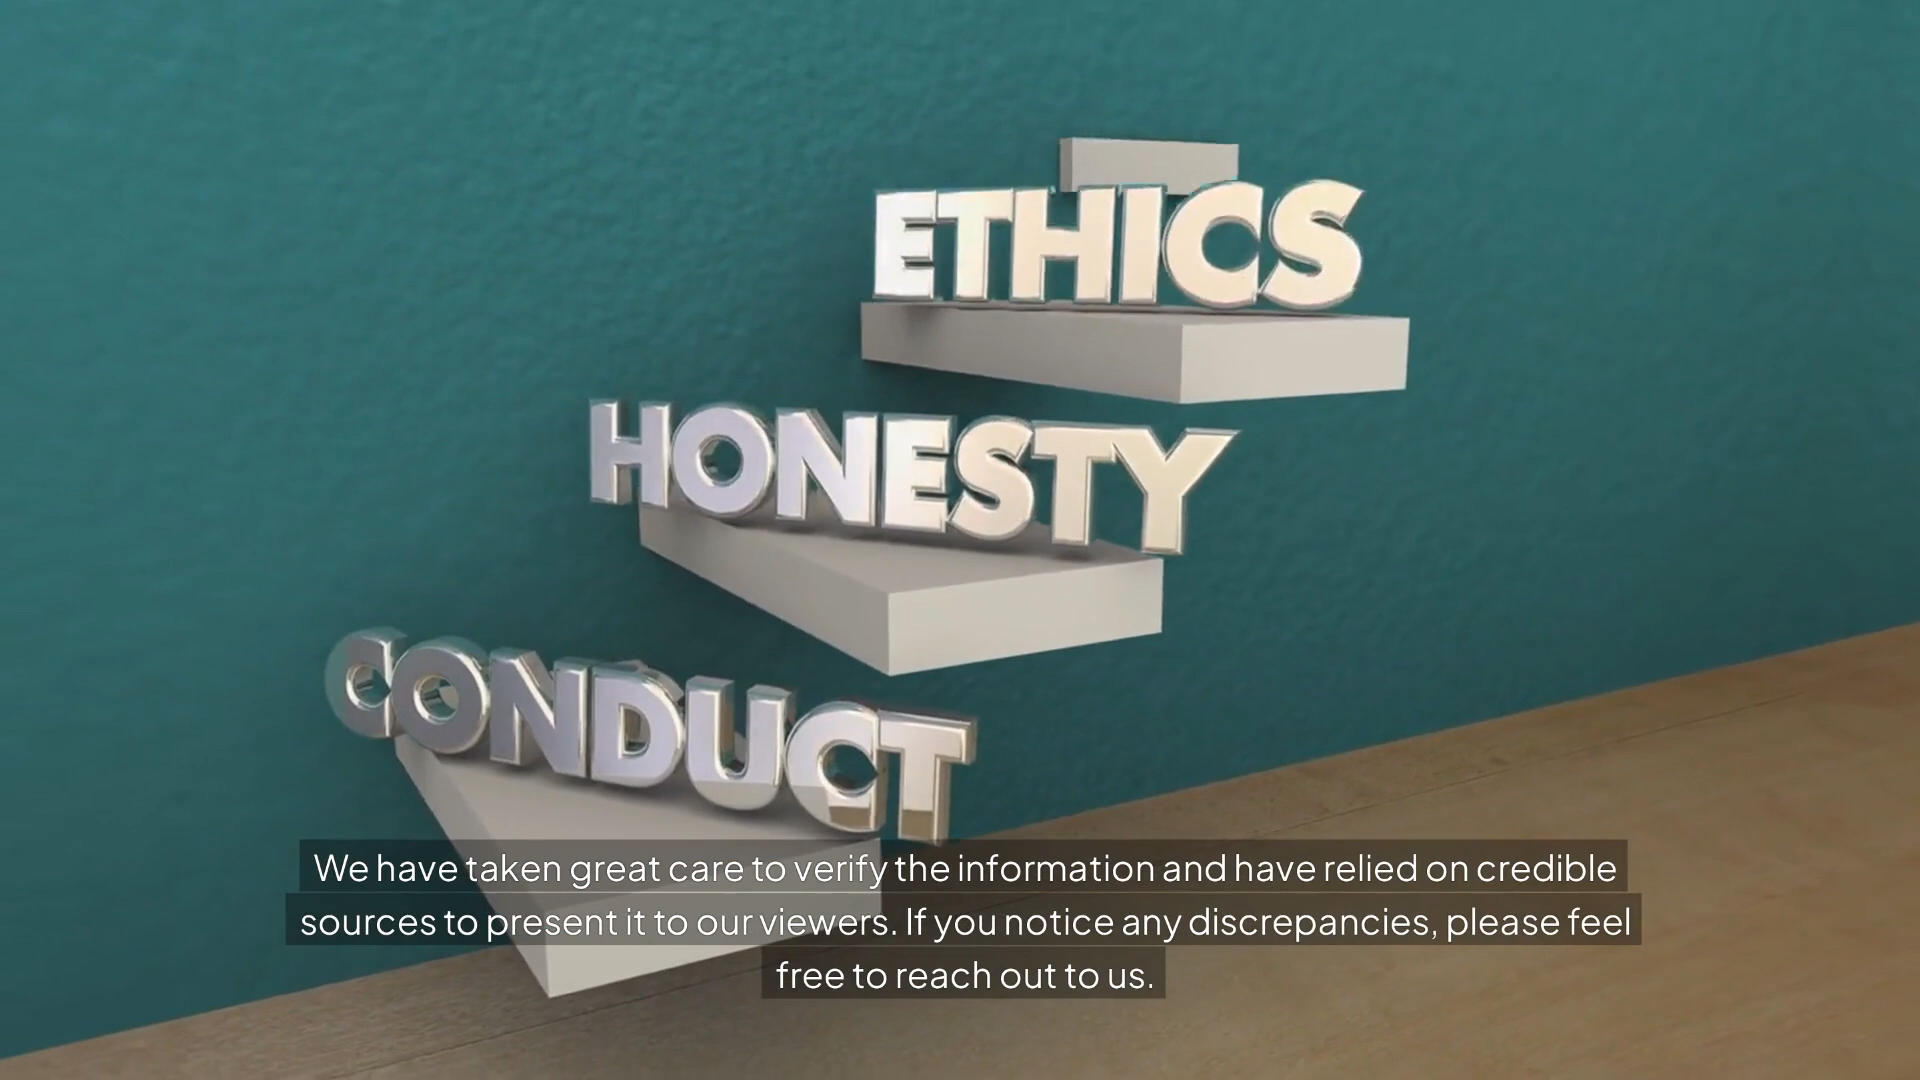 ETHICS
HONESTY
CONDUCT
We have taken great care to verify the information and have relied on credible
sources to present it to our viewers. If you notice any discrepancies, please feel
free to reach out to us.